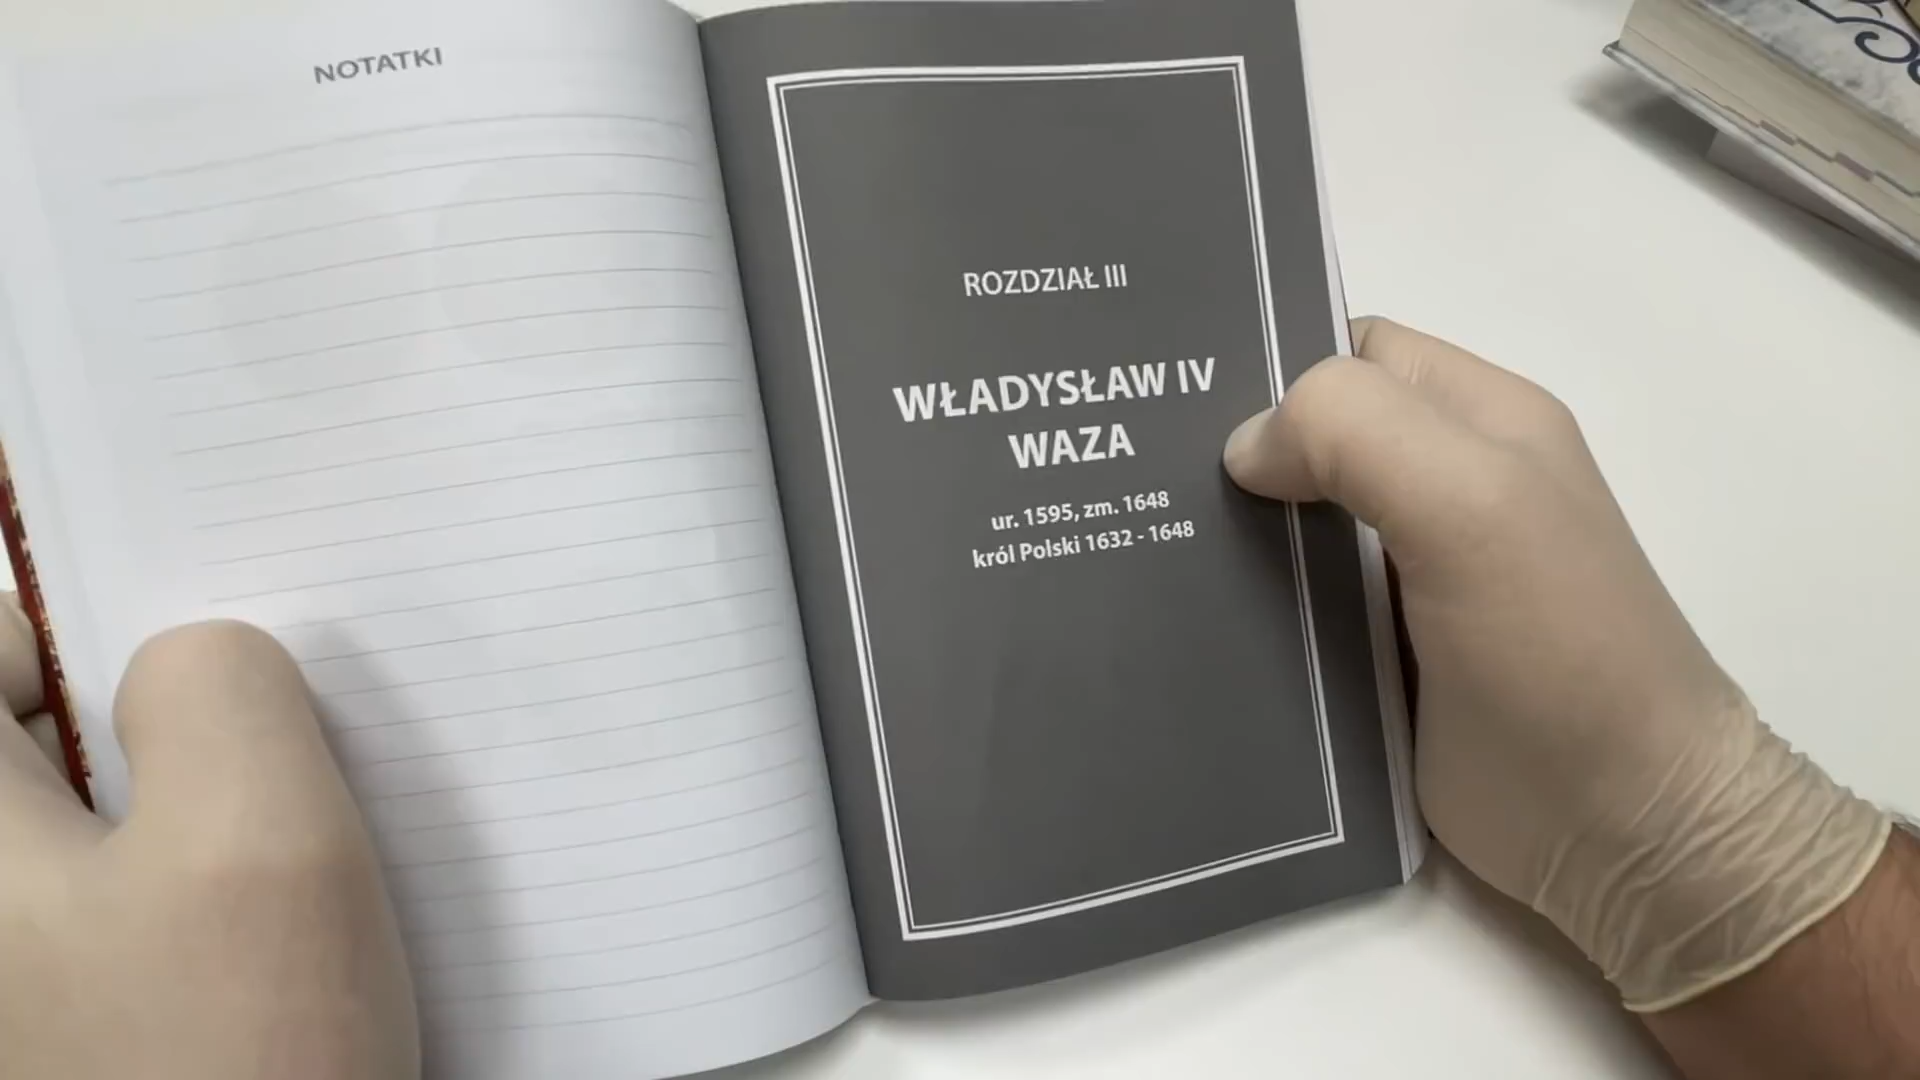 NOTATKI
ROZDZIAŁ III
WŁADYSŁAW IV
WAZA
ur. 1595, zm. 1648
król Polski 1632 - 1648